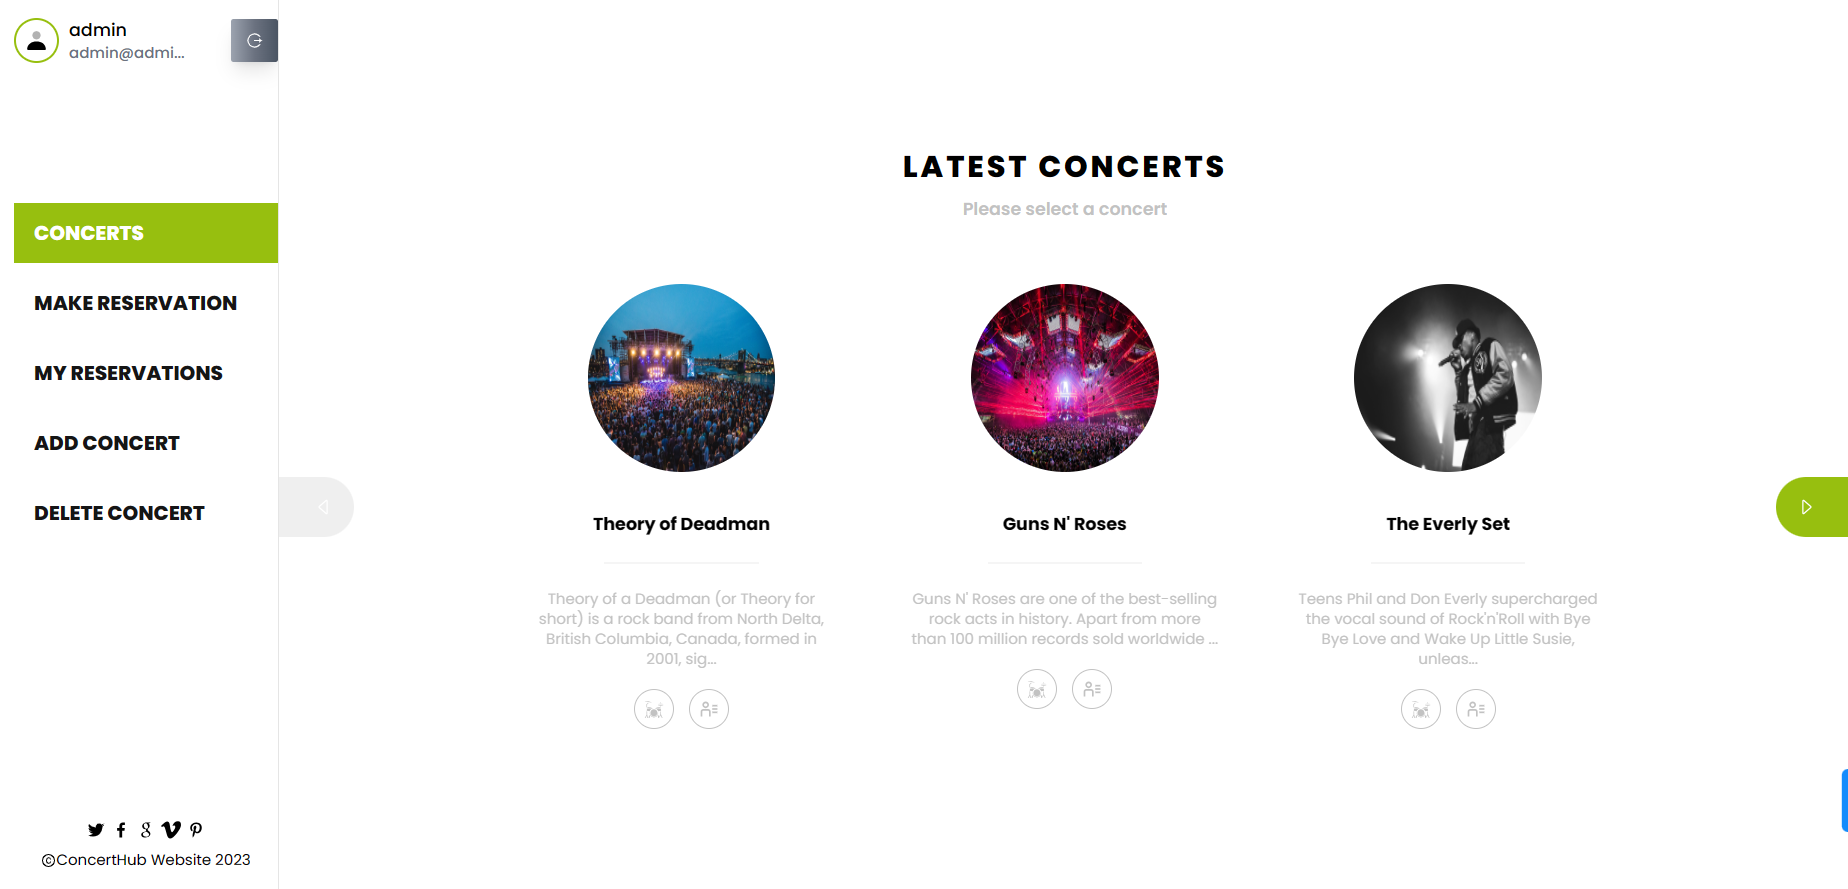 admin
admin@admi...
CONCERTS
MAKE RESERVATION
MY RESERVATIONS
ADD CONCERT
DELETE CONCERT
©ConcertHub Website 2023
LATEST CONCERTS
Please select a concert
Theory of Deadman
Theory of a Deadman (or Theory for
short) is a rock band from North Delta,
British Columbia, Canada, formed in
2001, sig...
Guns N' Roses
Guns N' Roses are one of the best-selling
rock acts in history. Apart from more
than 100 million records sold worldwide ...
The Everly Set
Teens Phil and Don Everly supercharged
the vocal sound of Rock'n'Roll with Bye
Bye Love and Wake Up Little Susie,
unleas...